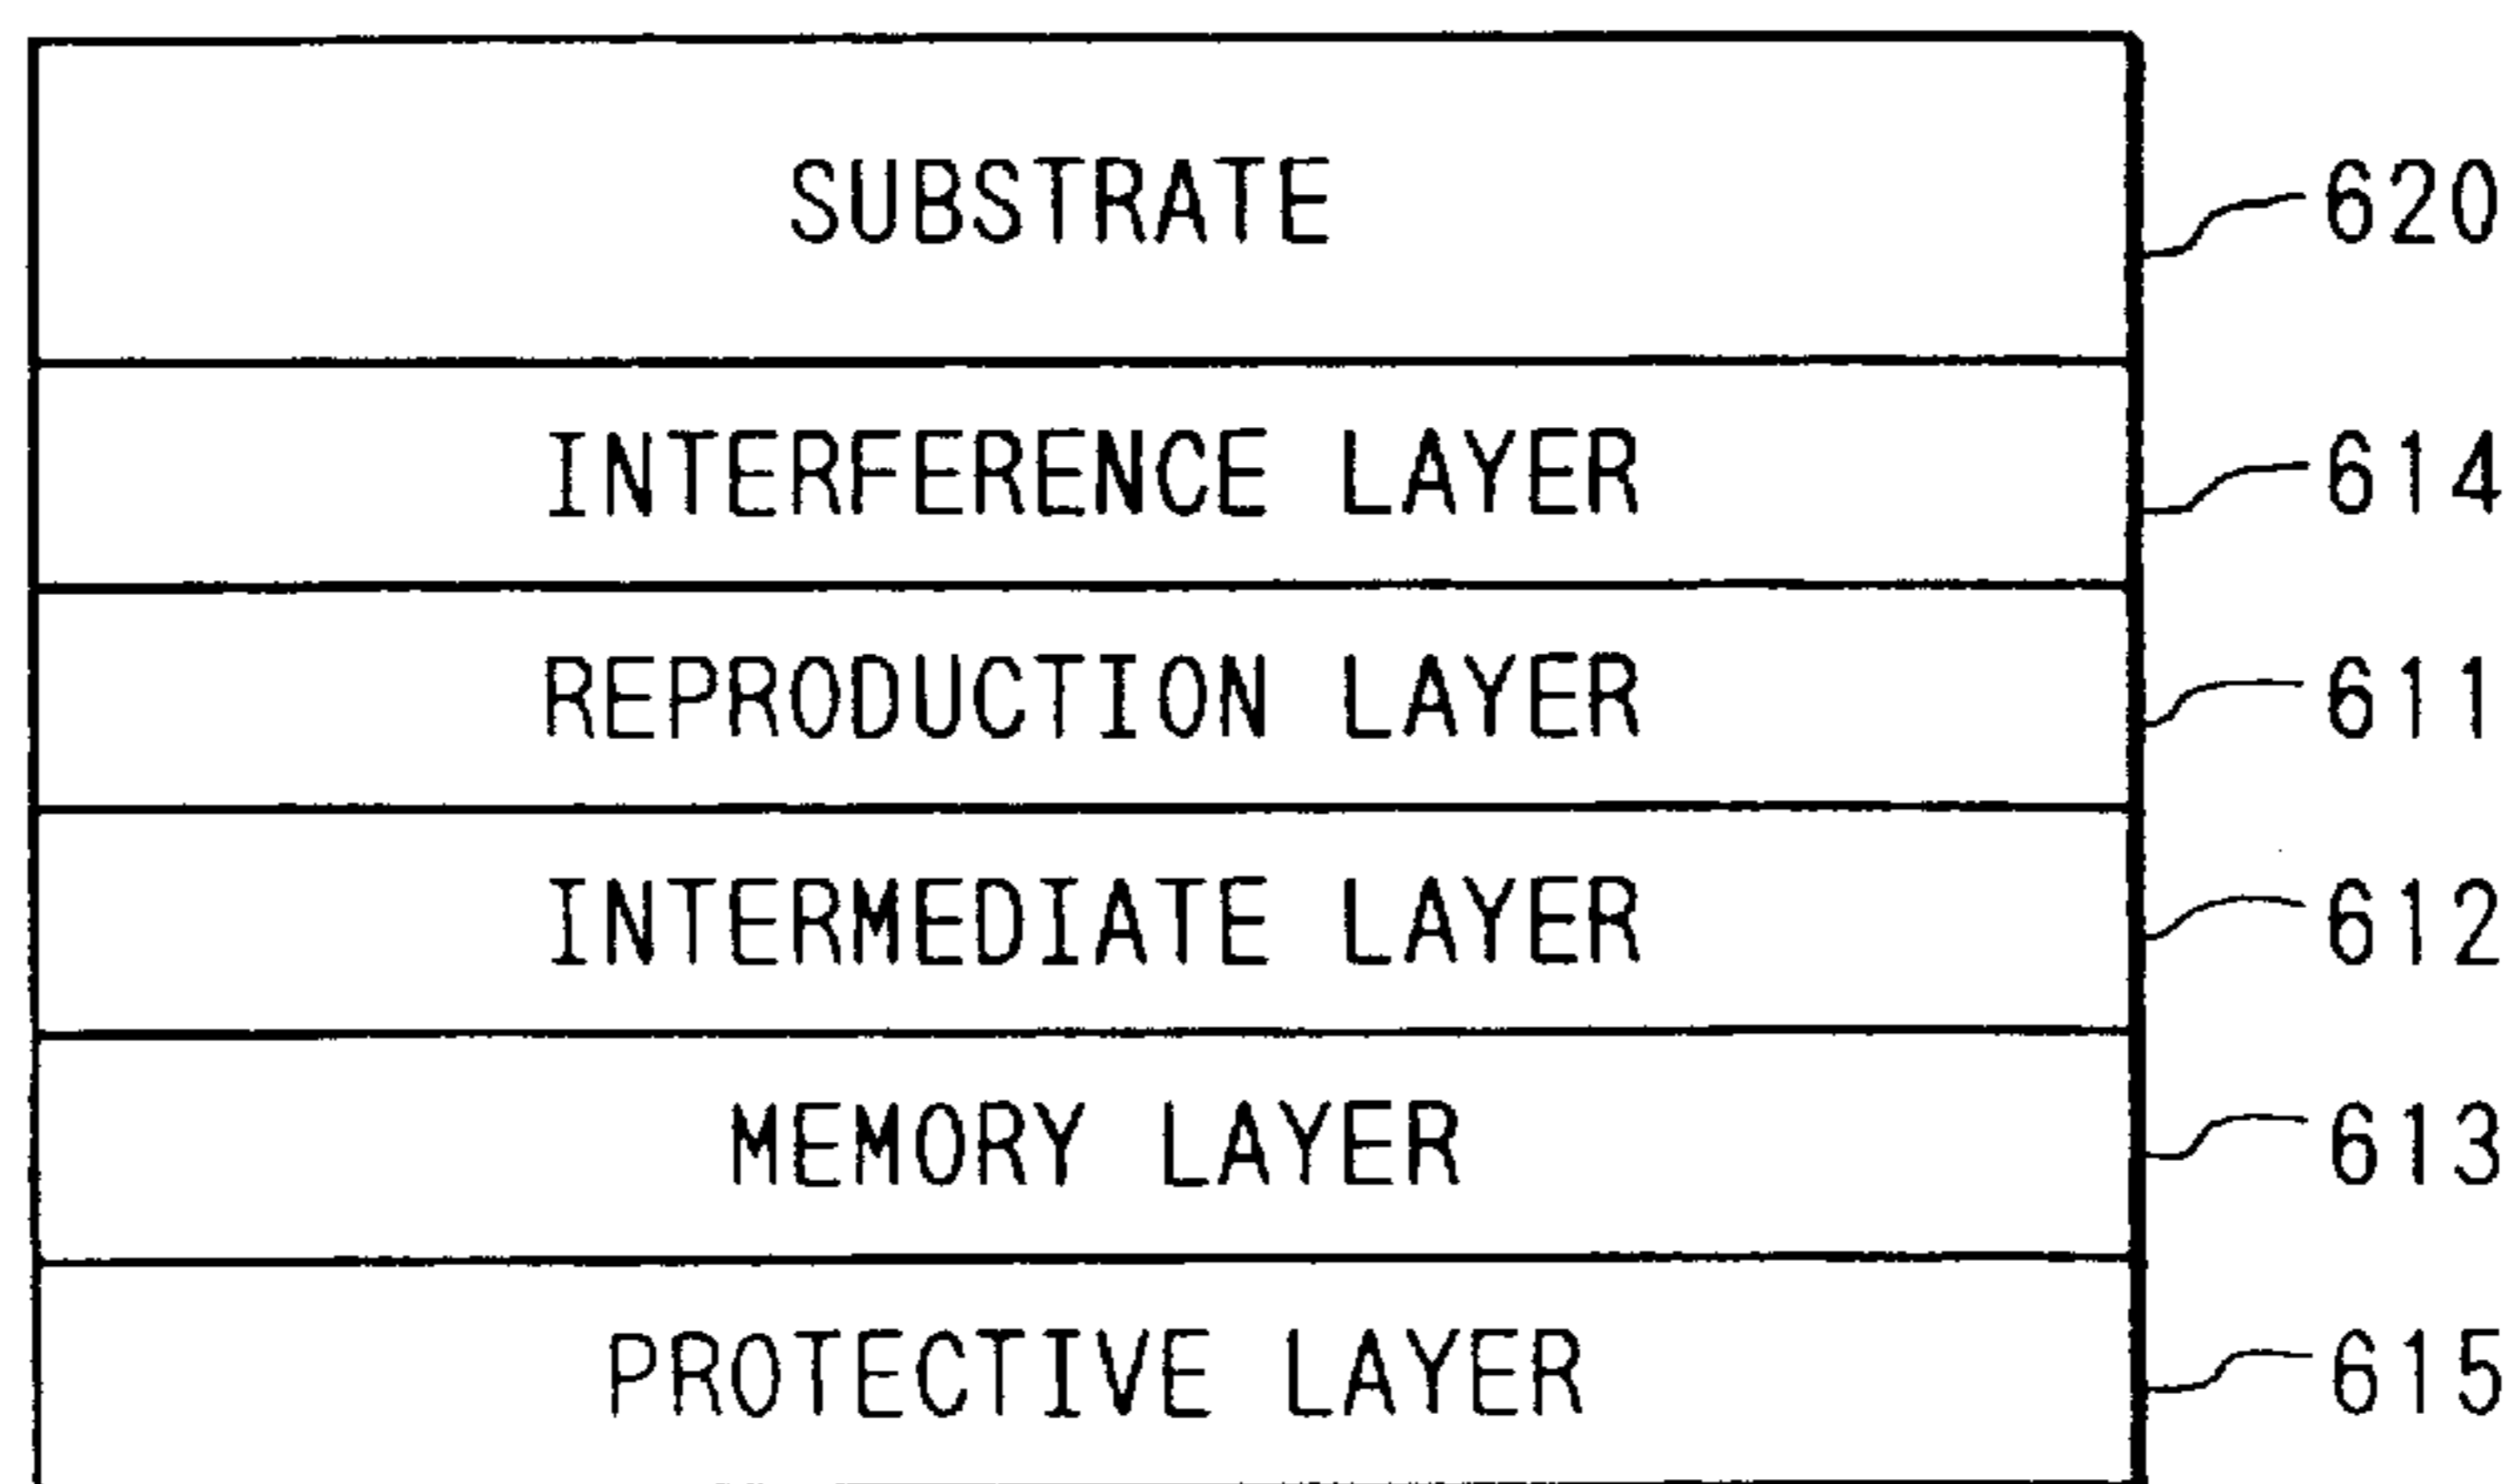 SUBSTRATE 620
INTERFERENCE LAYER 614
REPRODUCTION LAYER 611
INTERMEDIATE LAYER 612
MEMORY LAYER 613
PROTECTIVE LAYER 615